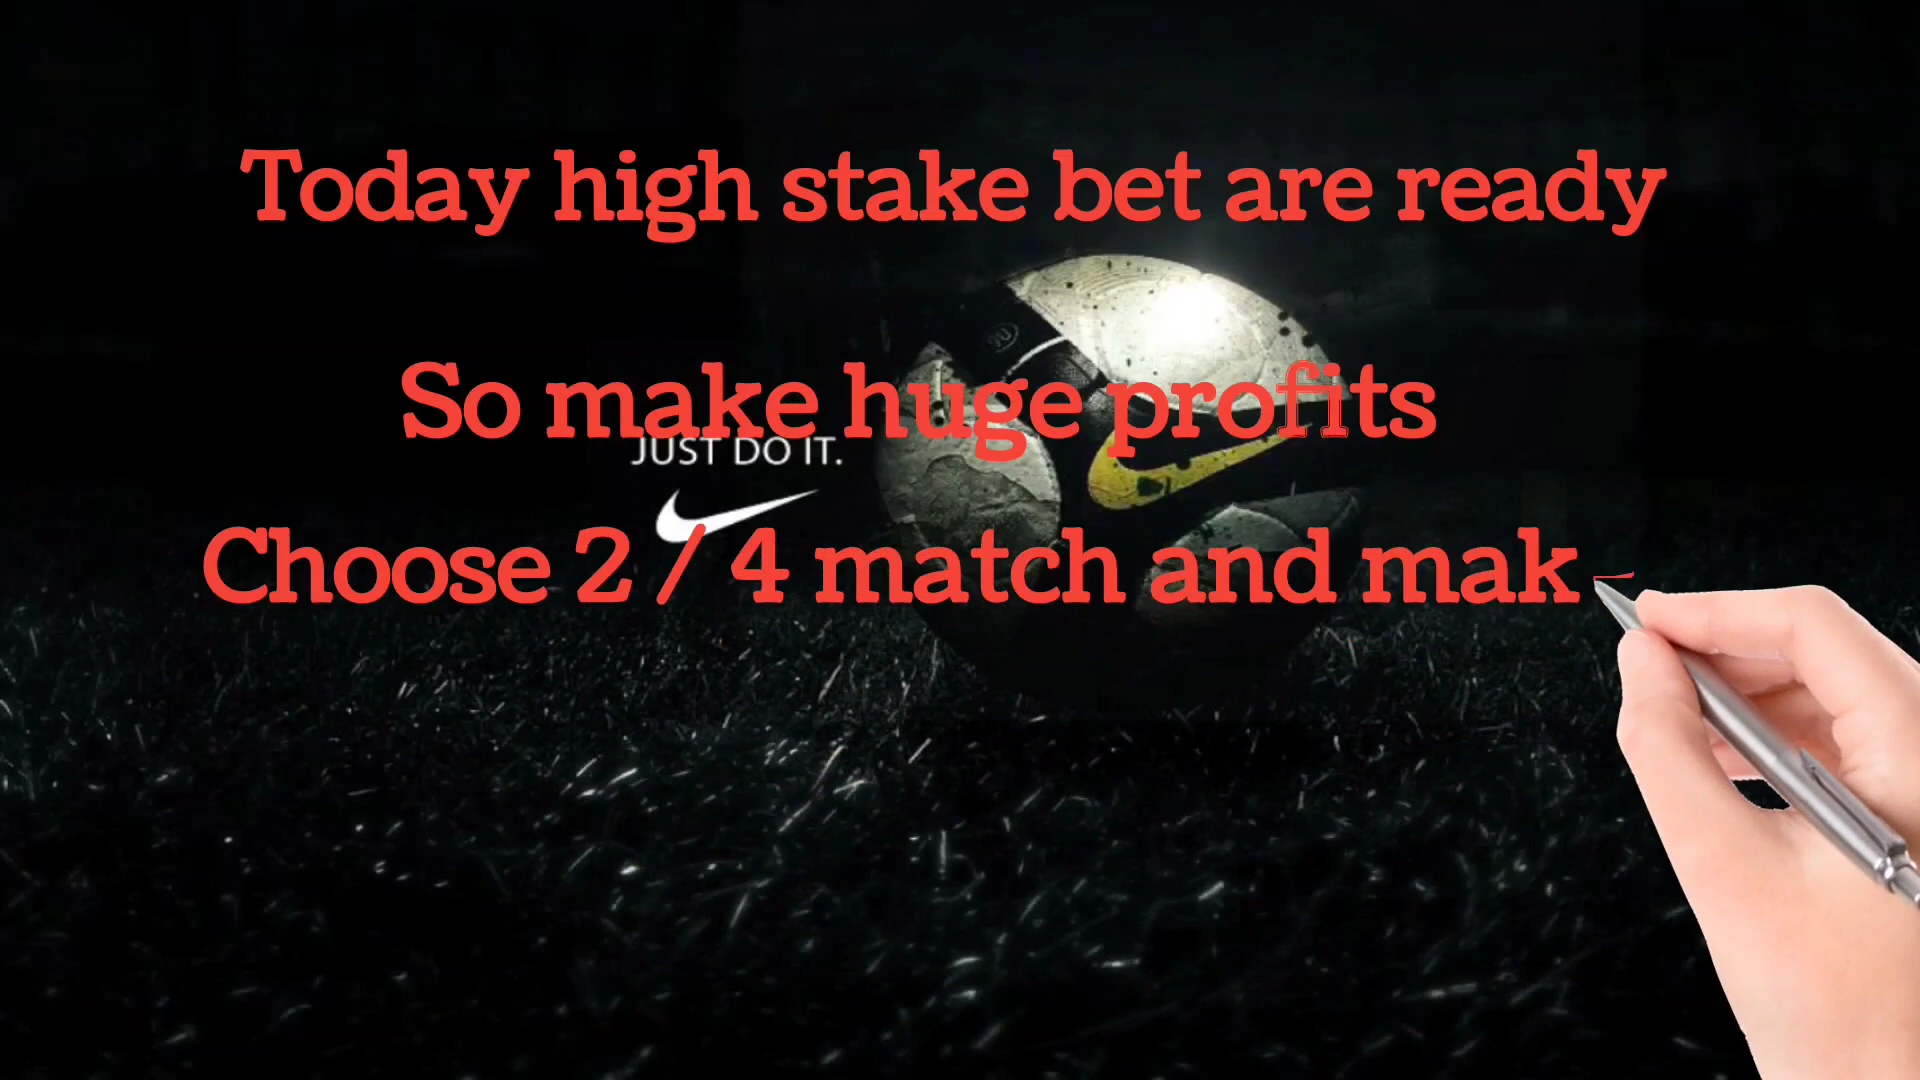 Today high stake bet are ready
So make huge profits
JUST DO IT.
Choose 2 / 4 match and mak